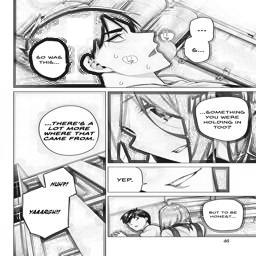 ...
G...
SO WAS
THIS...
...SOMETHING
YOU WERE
HOLDING IN
TOO?
...THERE'S A
LOT MORE
WHERE THAT
CAME FROM.
YEP.
HUH?!
YAAARGH!!
BUT TO BE
HONEST...